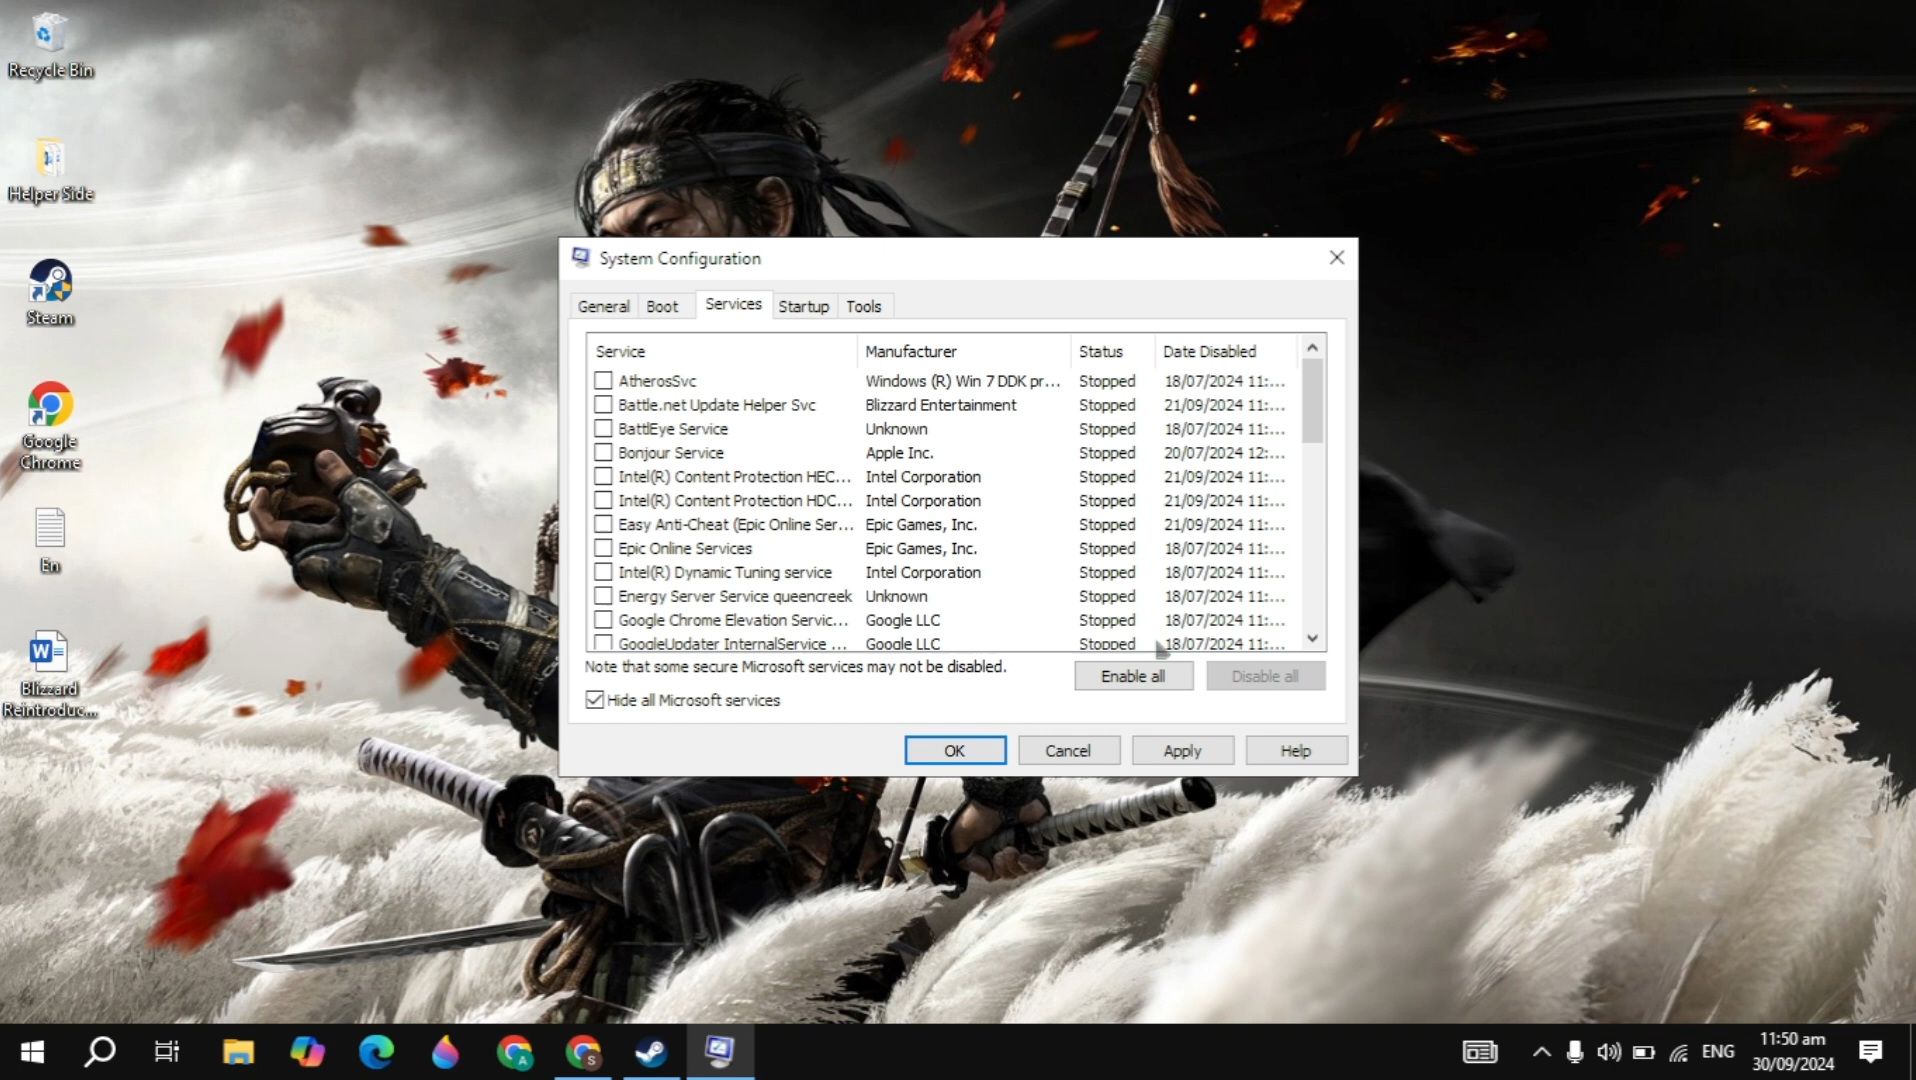 Recycle Bin
Helper Side
Steam
Google
Chrome
En
Blizzard
Reintroduc...
System Configuration
General Boot Services Startup Tools
Service Manufacturer Status Date Disabled
AtherosSvc Windows (R) Win 7 DDK pr... Stopped 18/07/2024 11:...
Battle.net Update Helper Svc Blizzard Entertainment Stopped 21/09/2024 11:...
BattlEye Service Unknown Stopped 18/07/2024 11:...
Bonjour Service Apple Inc. Stopped 20/07/2024 12:...
Intel(R) Content Protection HEC... Intel Corporation Stopped 21/09/2024 11:...
Intel(R) Content Protection HDC... Intel Corporation Stopped 21/09/2024 11:...
Easy Anti-Cheat (Epic Online Ser... Epic Games, Inc. Stopped 21/09/2024 11:...
Epic Online Services Epic Games, Inc. Stopped 18/07/2024 11:...
Intel(R) Dynamic Tuning service Intel Corporation Stopped 18/07/2024 11:...
Energy Server Service queencreek Unknown Stopped 18/07/2024 11:...
Google Chrome Elevation Servic... Google LLC Stopped 18/07/2024 11:...
GoogleUpdater InternalService ... Google LLC Stopped 18/07/2024 11:...
Note that some secure Microsoft services may not be disabled.
Enable all Disable all
Hide all Microsoft services
OK Cancel Apply Help
A S W
ENG
11:50 am
30/09/2024